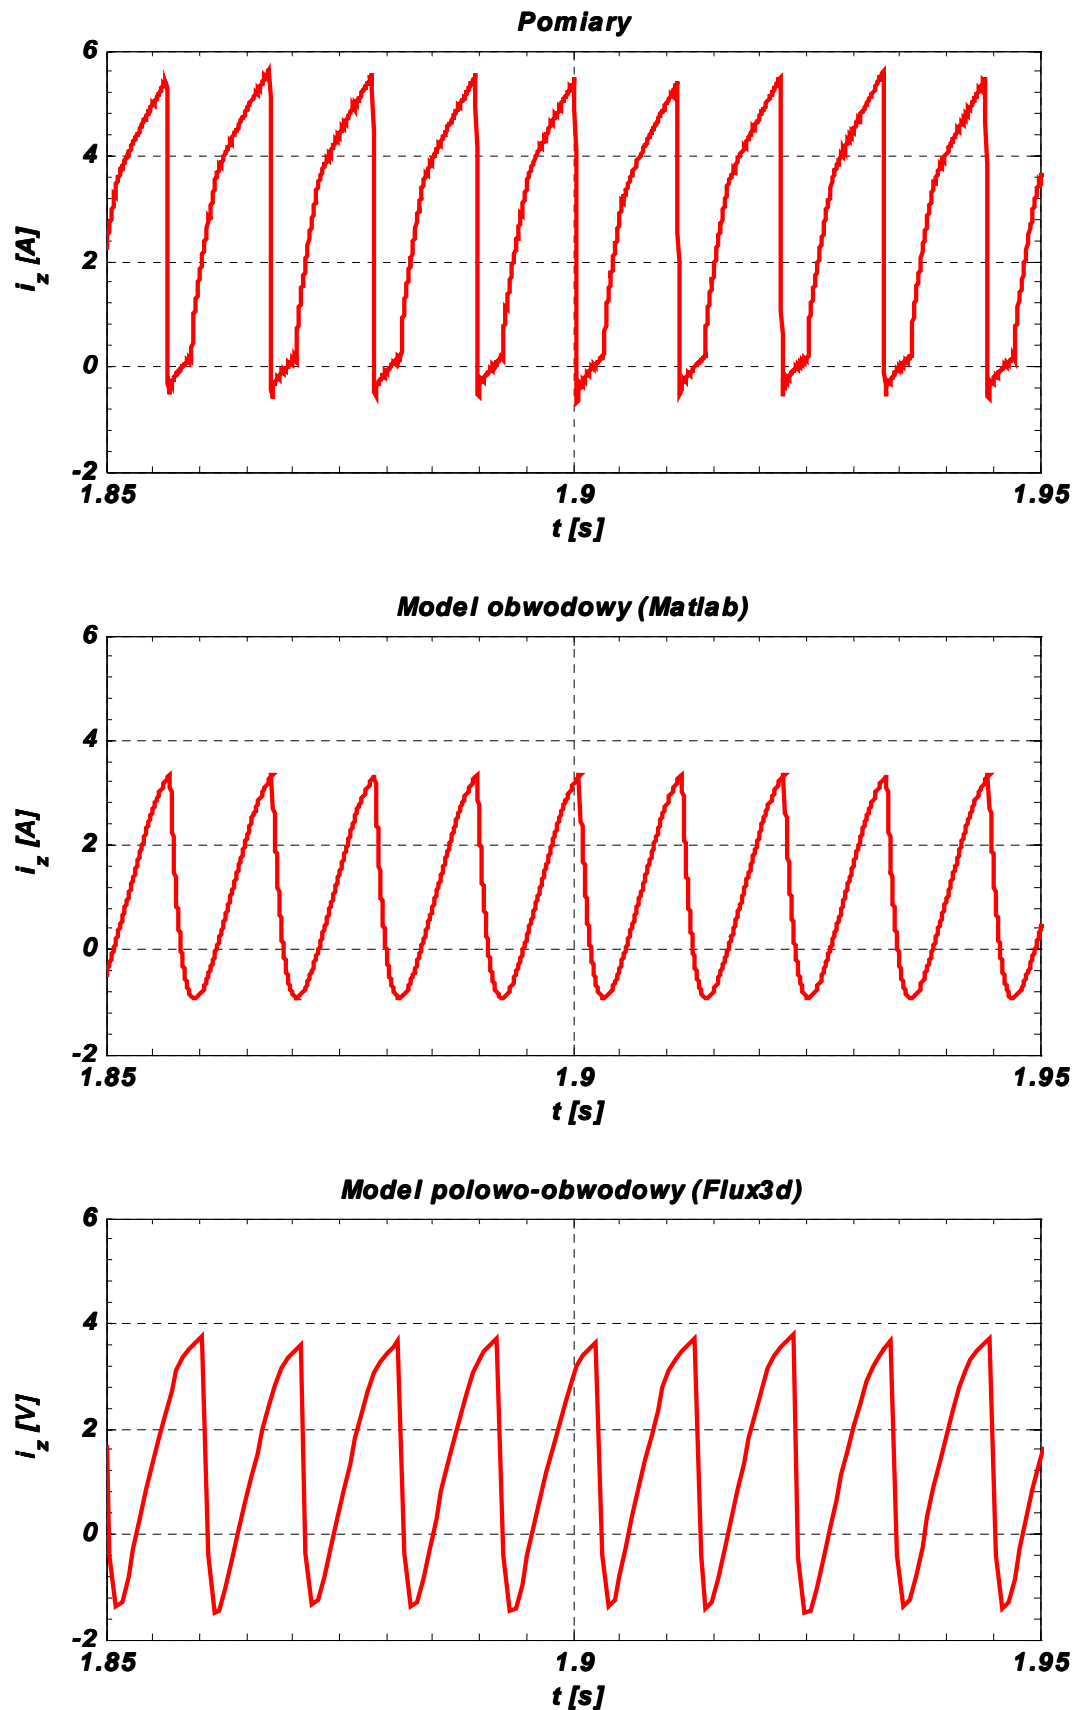 Pomiary
6
4
2
0
-2
i_z [A]
1.85 1.9 1.95
t [s]
Model obwodowy (Matlab)
6
4
2
0
-2
i_z [A]
1.85 1.9 1.95
t [s]
Model polowo-obwodowy (Flux3d)
6
4
2
0
-2
i_z [V]
1.85 1.9 1.95
t [s]